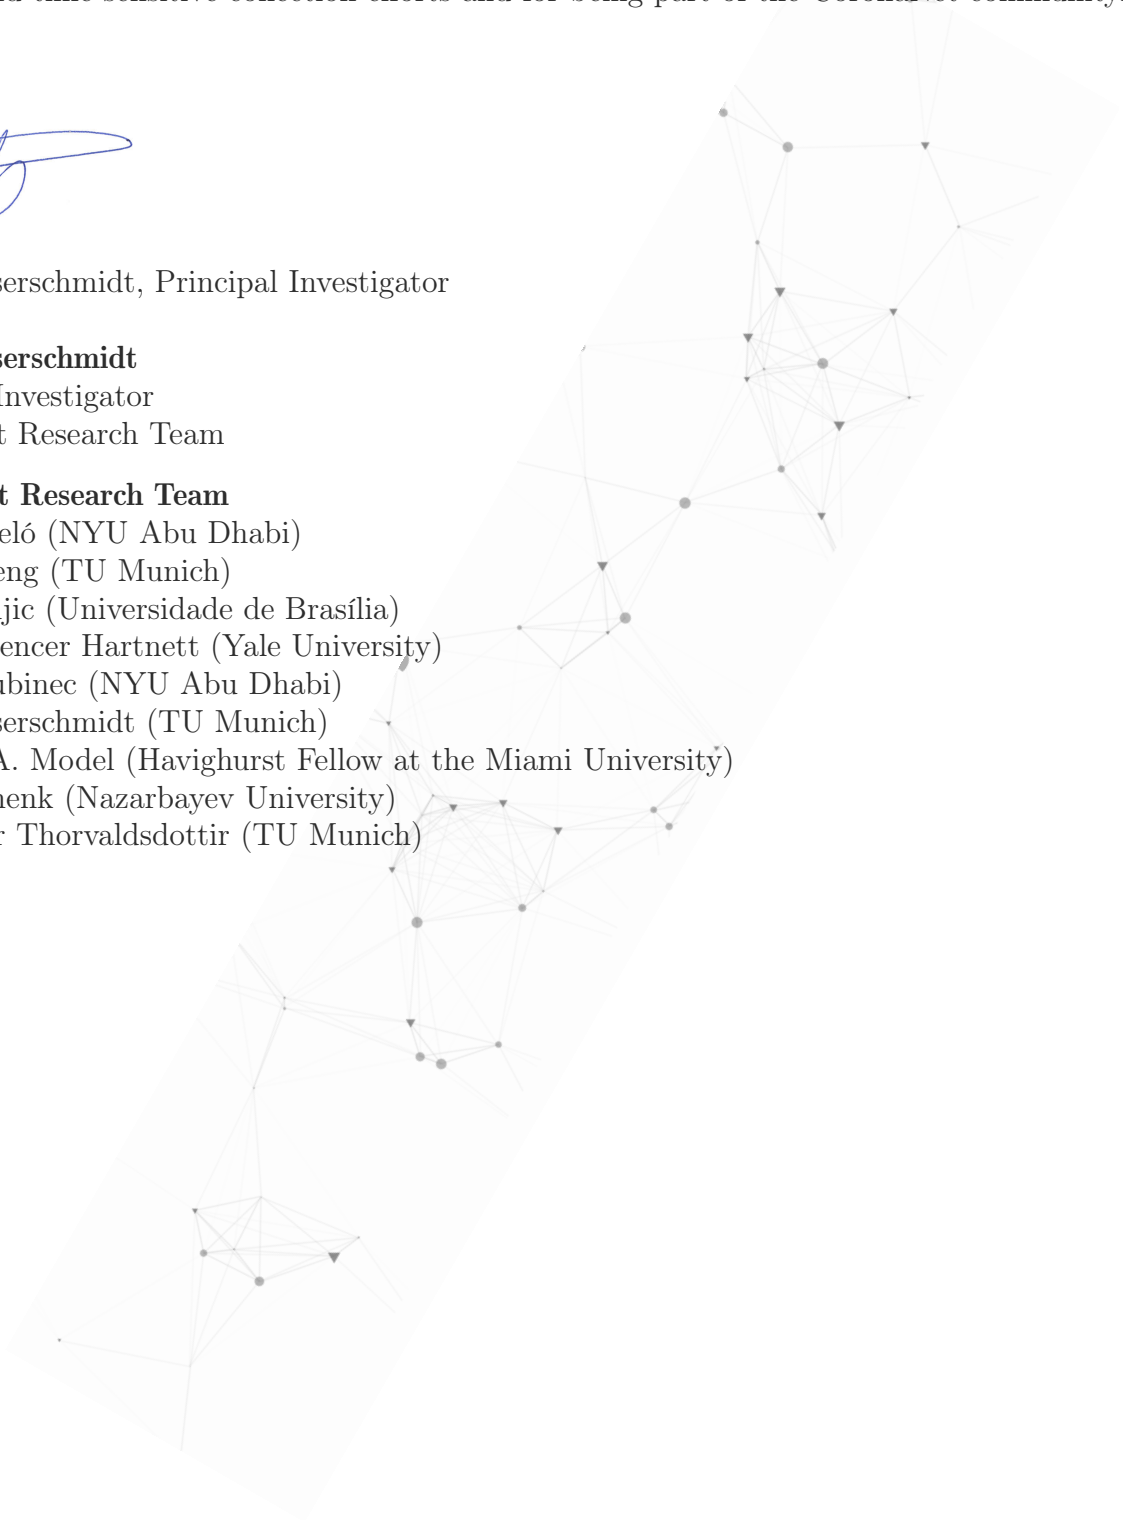 time-sensitive collection efforts and for being part of the CoronaNet community.
serschmidt, Principal Investigator
serschmidt
Investigator
t Research Team
t Research Team
eló (NYU Abu Dhabi)
eng (TU Munich)
jic (Universidade de Brasília)
encer Hartnett (Yale University)
ubinec (NYU Abu Dhabi)
serschmidt (TU Munich)
A. Model (Havighurst Fellow at the Miami University)
henk (Nazarbayev University)
r Thorvaldsdottir (TU Munich)